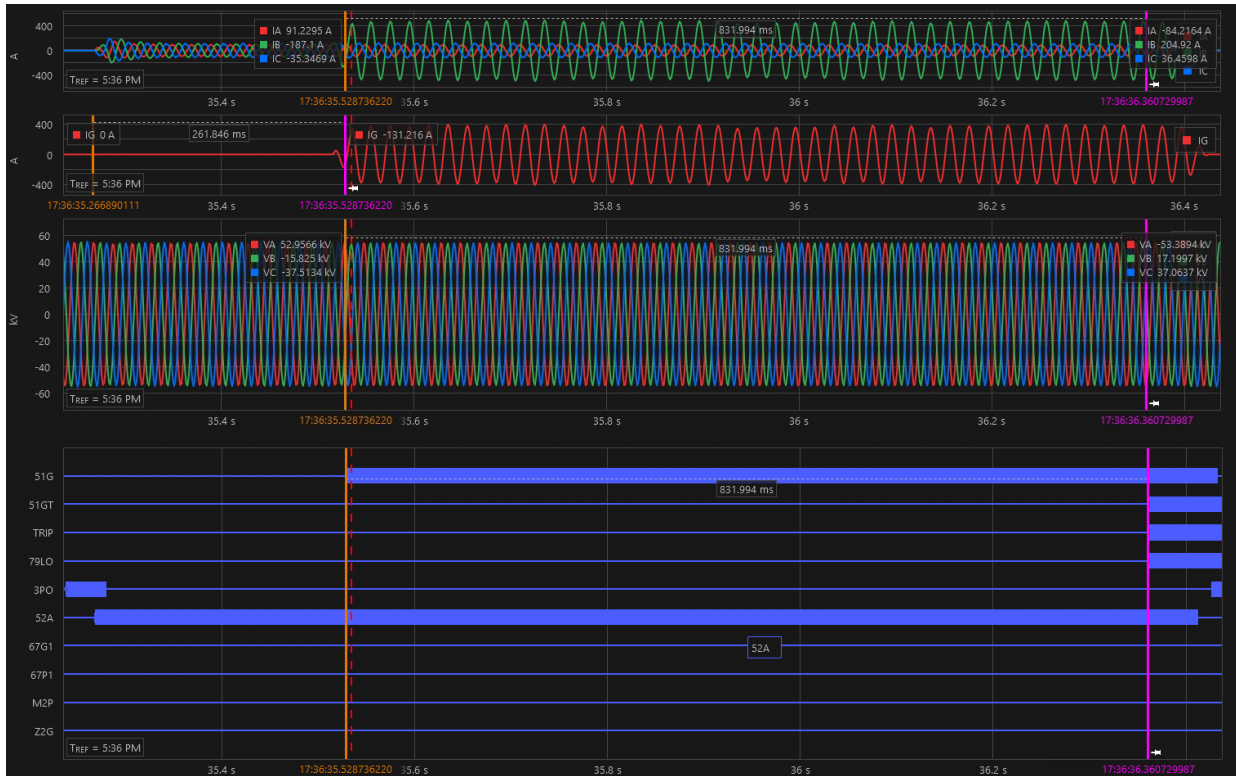 400
0
-400
A
IA 91.2295 A
IB -187.1 A
IC -35.3469 A
831.994 ms
IA -84.2164 A
IB 204.92 A
IC 36.4598 A
IC
TREF = 5:36 PM
35.4 s
17:36:35.528736220
35.6 s
35.8 s
36 s
36.2 s
17:36:36.360729987
400
0
-400
A
IG 0 A
261.846 ms
IG -131.216 A
IG
TREF = 5:36 PM
17:36:35.266890111
35.4 s
17:36:35.528736220
35.6 s
35.8 s
36 s
36.2 s
36.4 s
60
40
20
0
-20
-40
-60
kV
VA 52.9566 kV
VB -15.825 kV
VC -37.5134 kV
831.994 ms
VA -53.3894 kV
VB 17.1997 kV
VC 37.0637 kV
TREF = 5:36 PM
35.4 s
17:36:35.528736220
35.6 s
35.8 s
36 s
36.2 s
17:36:36.360729987
51G
831.994 ms
51GT
TRIP
79LO
3PO
52A
67G1
52A
67P1
M2P
Z2G
TREF = 5:36 PM
35.4 s
17:36:35.528736220
35.6 s
35.8 s
36 s
36.2 s
17:36:36.360729987